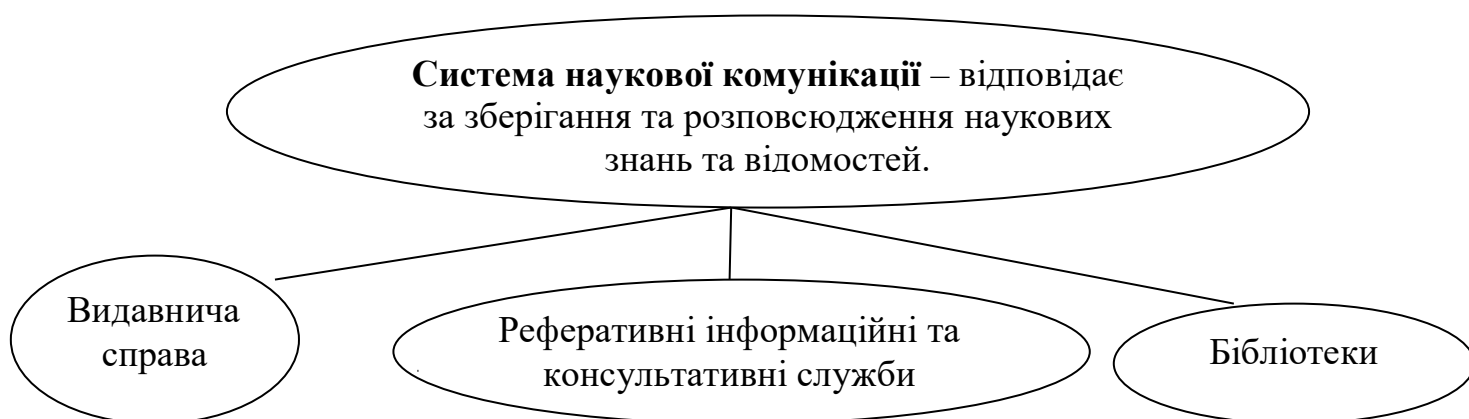 Система наукової комунікації – відповідає
за зберігання та розповсюдження наукових
знань та відомостей.
Видавнича
справа
Реферативні інформаційні та
консультативні служби
Бібліотеки